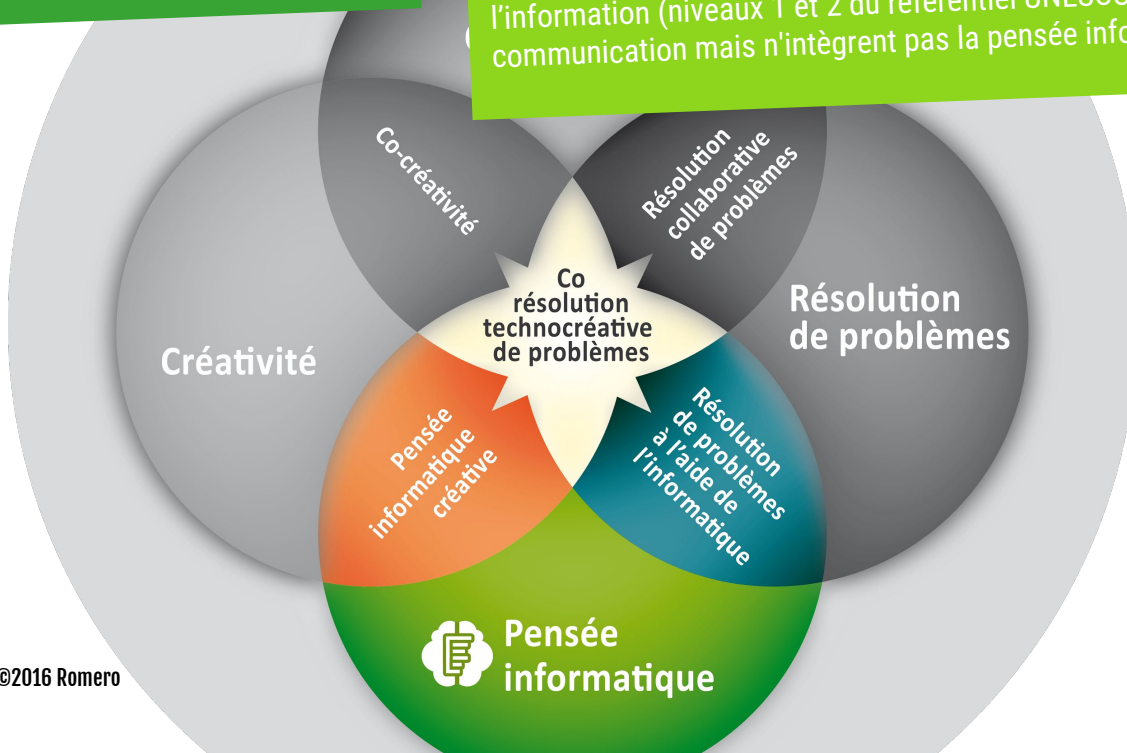 l'information (niveaux 1 et 2 du référentiel UNESCO
communication mais n'intègrent pas la pensée info
Co-créativité
Résolution
collaborative
de problèmes
Co
résolution
technocréative
de problèmes
Créativité
Résolution
de problèmes
Pensée
informatique
créative
Résolution
de problèmes
à l'aide de
l'informatique
Pensée
informatique
©2016 Romero